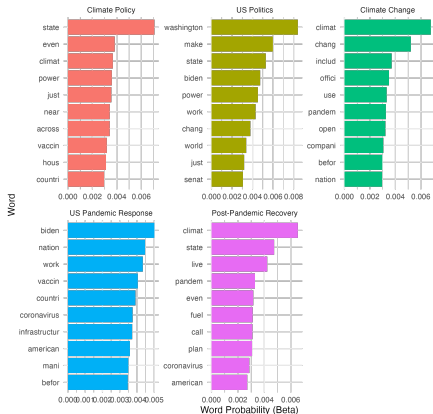 Climate Policy
state
even
climat
power
just
near
across
vaccin
hous
countri
0.000 0.002 0.004 0.006
US Politics
washington
make
state
biden
power
work
chang
world
just
senat
0.000 0.002 0.004 0.006 0.008
Climate Change
climat
chang
includ
offici
use
pandem
open
compani
befor
nation
0.000 0.002 0.004 0.006
US Pandemic Response
biden
nation
work
vaccin
countri
coronavirus
infrastructur
american
mani
befor
0.000 0.001 0.002 0.003 0.004 0.005
Post-Pandemic Recovery
climat
state
live
pandem
even
fuel
call
plan
coronavirus
american
0.000 0.002 0.004 0.006
Word
Word Probability (Beta)